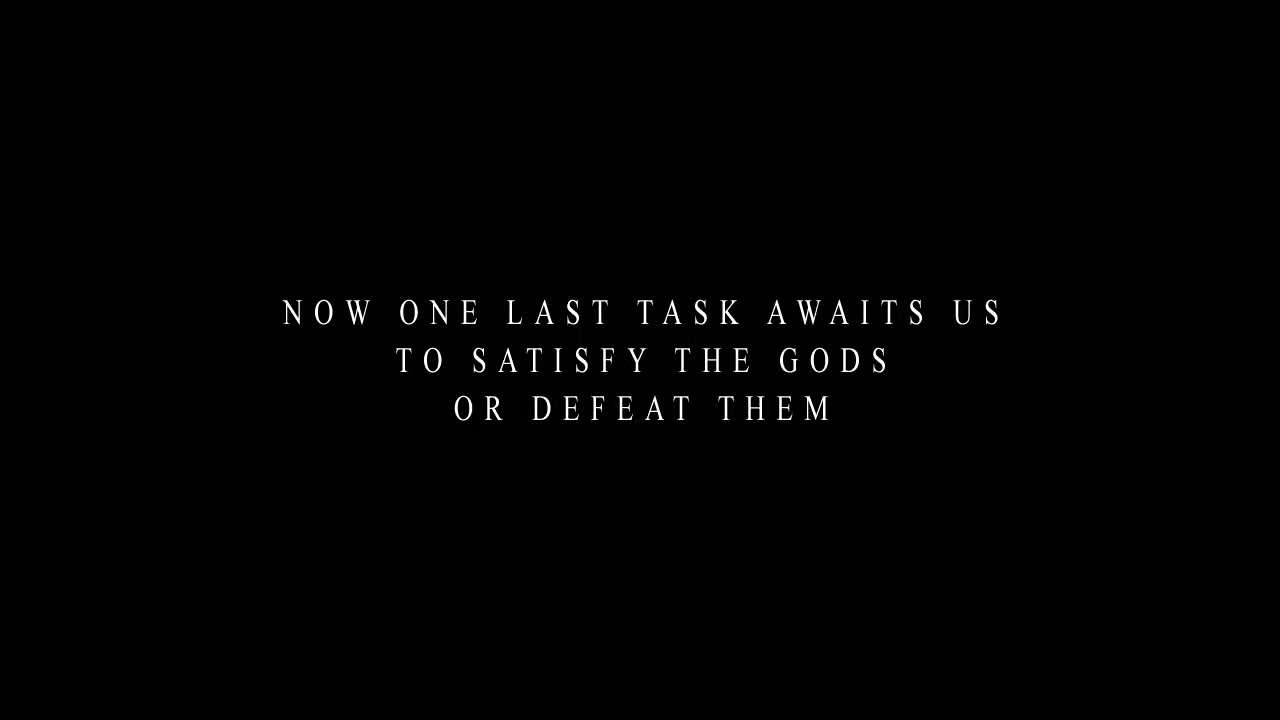 NOW ONE LAST TASK AWAITS US
TO SATISFY THE GODS
OR DEFEAT THEM